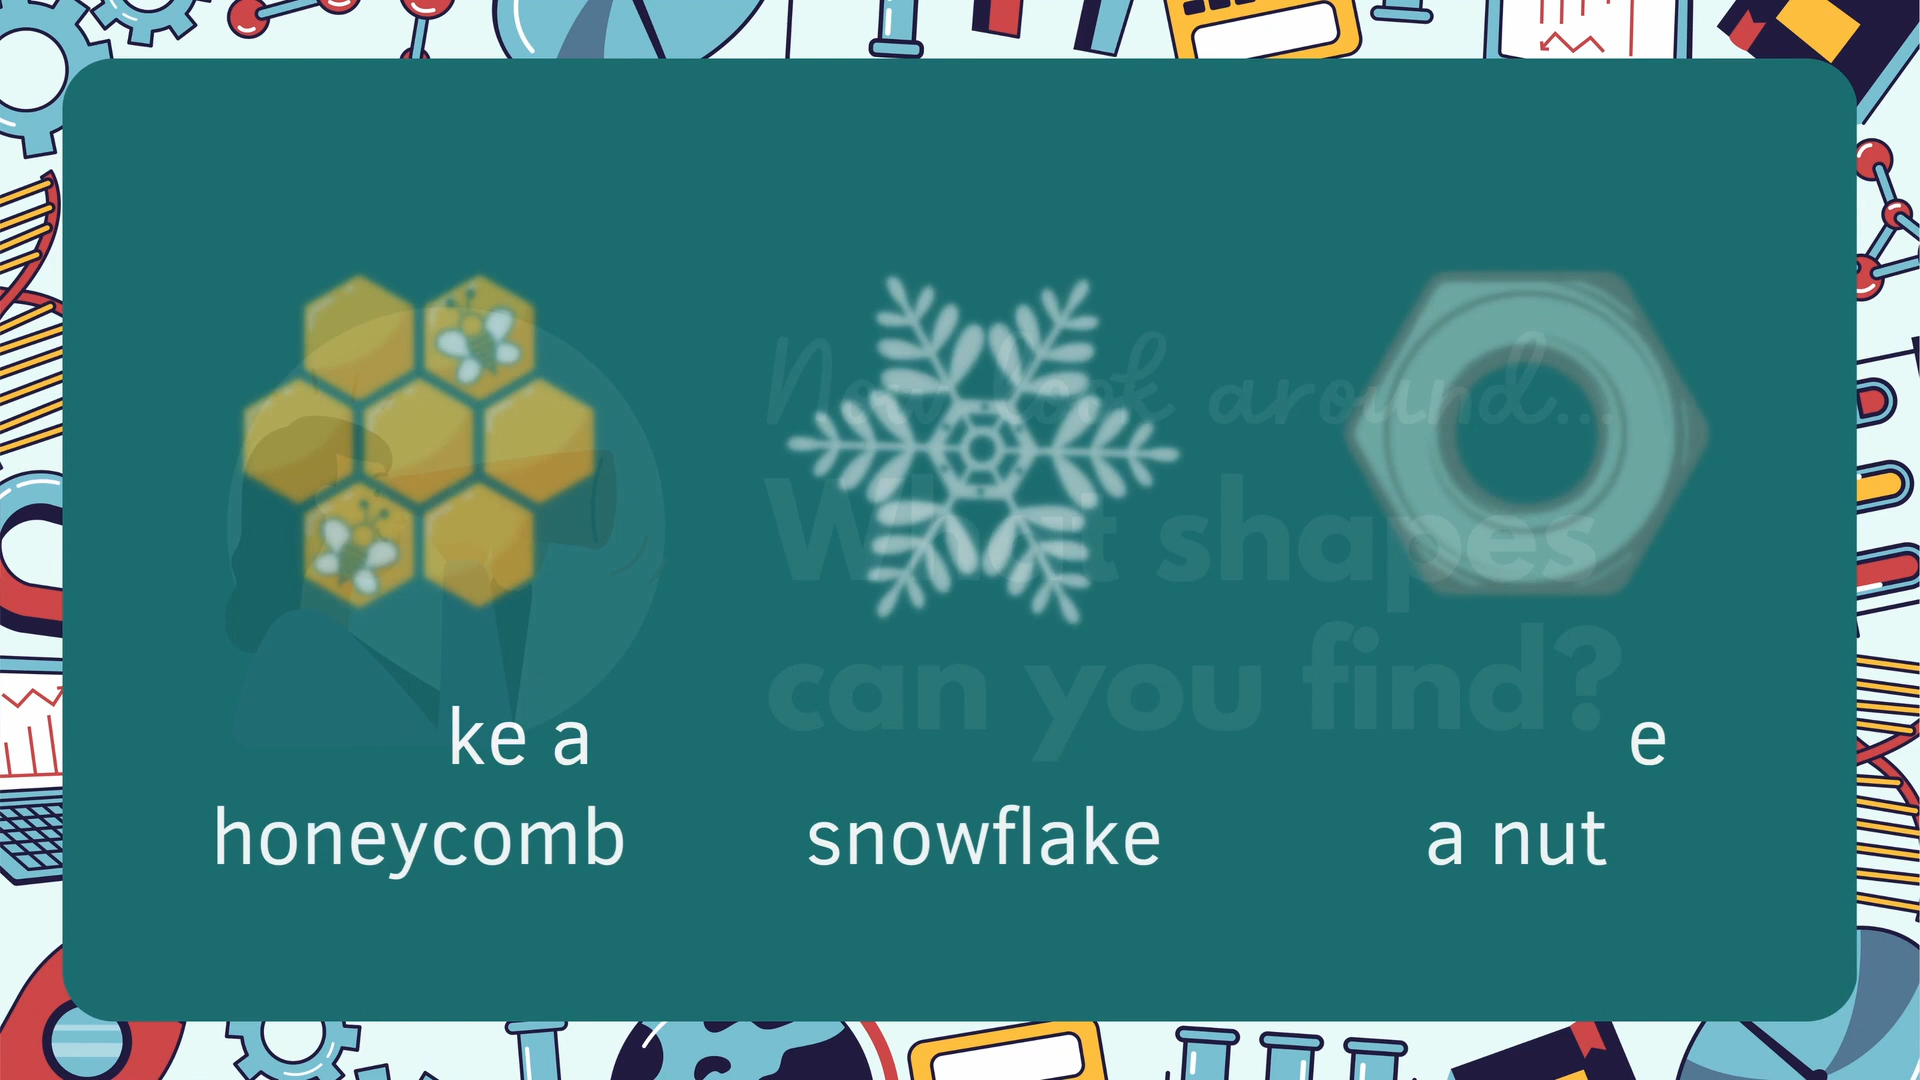 ke a
honeycomb
snowflake
e
a nut
Now look around...
What shapes
can you find?